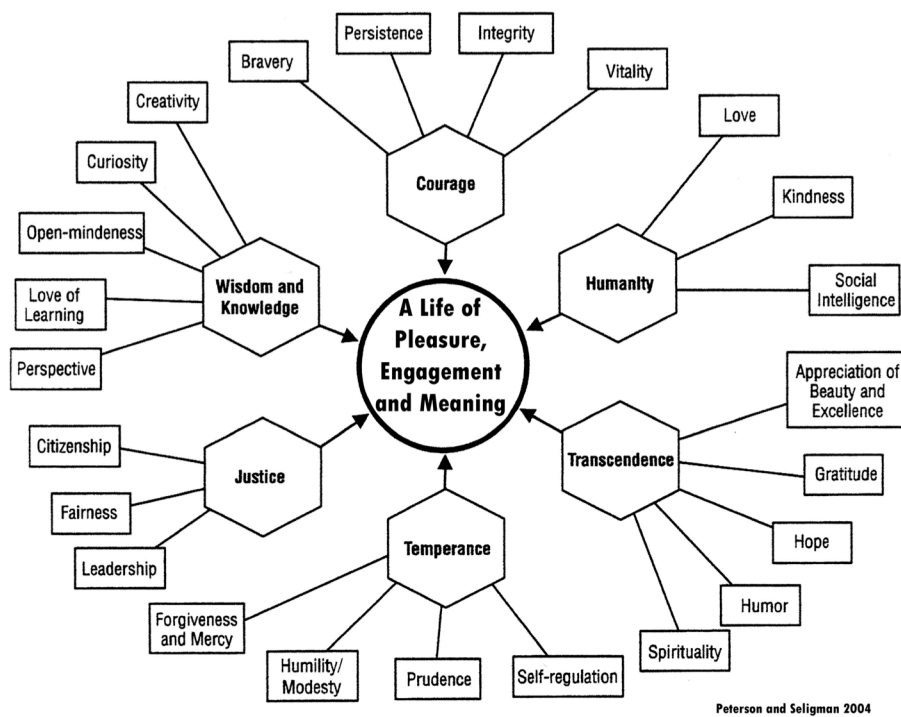 Persistence
Integrity
Bravery
Vitality
Creativity
Love
Curiosity
Courage
Kindness
Open-mindeness
Wisdom and
Knowledge
Humanity
Social
Intelligence
Love of
Learning
Perspective
A Life of
Pleasure,
Engagement
and Meaning
Appreciation of
Beauty and
Excellence
Citizenship
Justice
Transcendence
Gratitude
Fairness
Hope
Leadership
Temperance
Humor
Forgiveness
and Mercy
Spirituality
Humility/
Modesty
Prudence
Self-regulation
Peterson and Seligman 2004